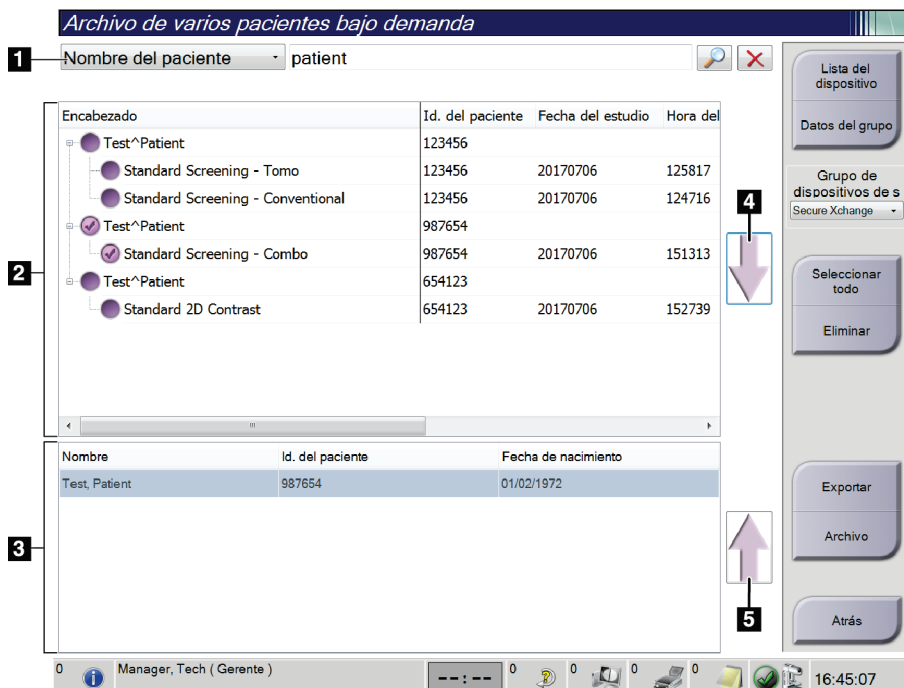 Archivo de varios pacientes bajo demanda
1
Nombre del paciente
patient
Lista del dispositivo
Datos del grupo
Grupo de dispositivos de s
Secure Xchange
Seleccionar todo
Eliminar
Exportar
Archivo
Atrás
2
Encabezado Id. del paciente Fecha del estudio Hora del
Test^Patient 123456
Standard Screening - Tomo 123456 20170706 125817
Standard Screening - Conventional 123456 20170706 124716
Test^Patient 987654
Standard Screening - Combo 987654 20170706 151313
Test^Patient 654123
Standard 2D Contrast 654123 20170706 152739
4
3
Nombre Id. del paciente Fecha de nacimiento
Test, Patient 987654 01/02/1972
5
0 Manager, Tech ( Gerente ) --:-- 0 0 0 0 16:45:07